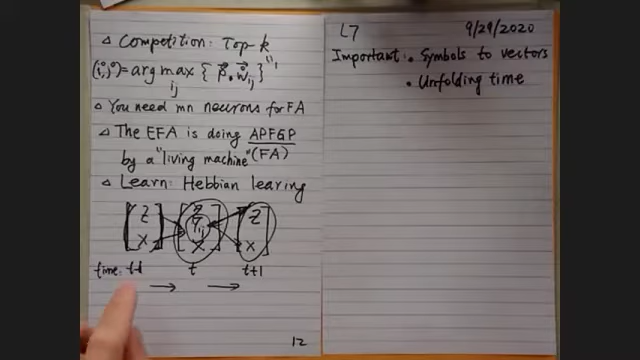 △ Competition: Top k
(i°,j°)=arg max {p⃗•w⃗ij}"1
ij
△ You need mn neurons for FA
△ The EFA is doing APFGP
by a "living machine" (FA)
△ Learn: Hebbian learing
[Z X] [Z Yij X] [Z X]
time: t-1 t t+1
→ →
12
L7 9/29/2020
Important: • Symbols to vectors
• Unfolding time